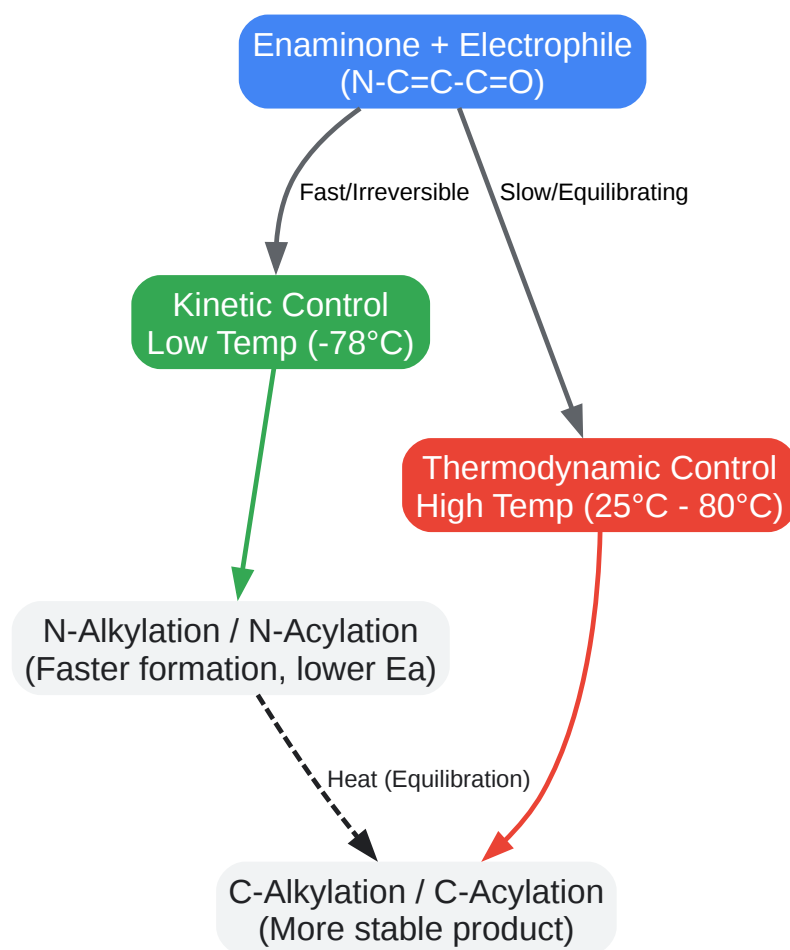 Enaminone + Electrophile
(N-C=C-C=O)
Fast/Irreversible
Slow/Equilibrating
Kinetic Control
Low Temp (-78°C)
Thermodynamic Control
High Temp (25°C - 80°C)
N-Alkylation / N-Acylation
(Faster formation, lower Ea)
Heat (Equilibration)
C-Alkylation / C-Acylation
(More stable product)